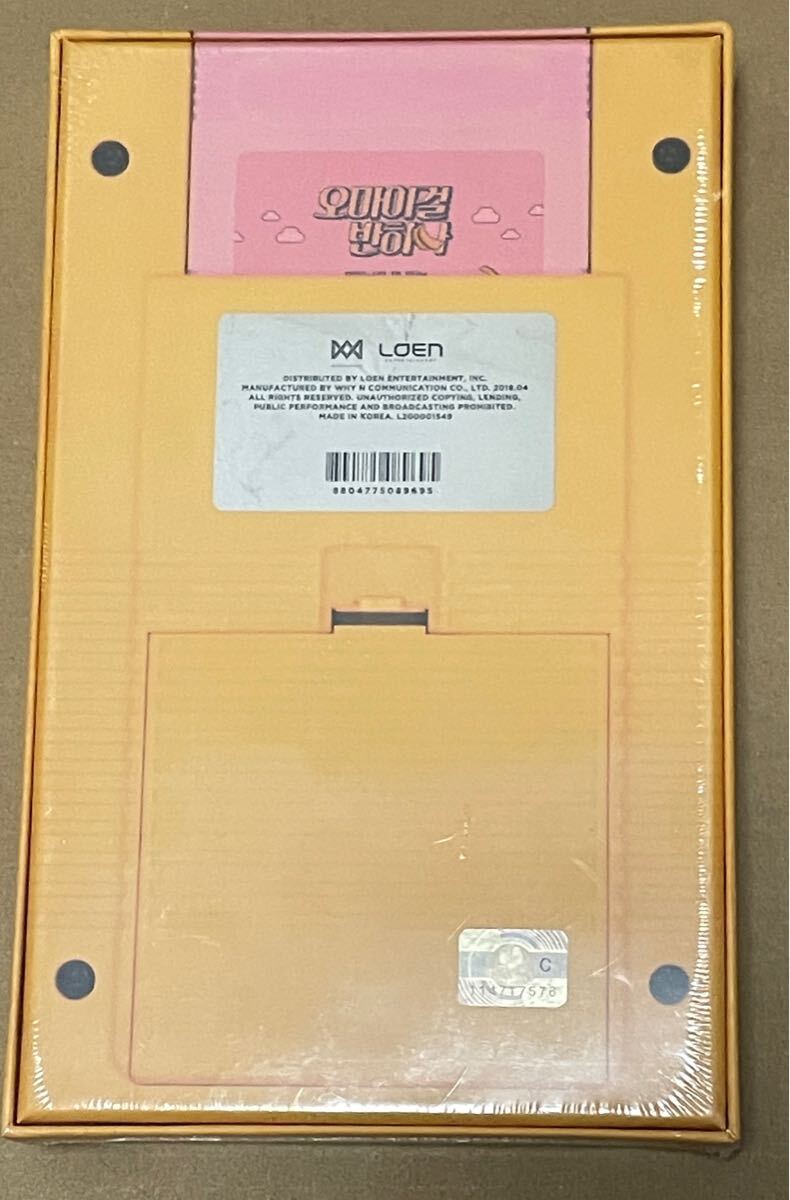 오마이걸
반하나
LOEN
DISTRIBUTED BY LOEN ENTERTAINMENT, INC.
MANUFACTURED BY WHY N COMMUNICATION CO., LTD. 2018.04
ALL RIGHTS RESERVED. UNAUTHORIZED COPYING, LENDING,
PUBLIC PERFORMANCE AND BROADCASTING PROHIBITED.
MADE IN KOREA. L200001549
8804775089695
C
114717576